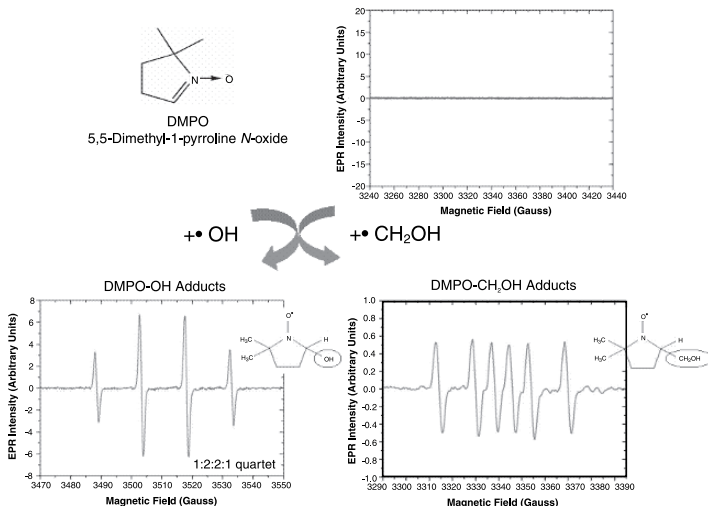 N
O
DMPO
5,5-Dimethyl-1-pyrroline N-oxide
EPR Intensity (Arbitrary Units)
20
15
10
5
0
-5
-10
-15
-20
3240 3260 3280 3300 3320 3340 3360 3380 3400 3420 3440
Magnetic Field (Gauss)
+• OH
+• CH₂OH
DMPO-OH Adducts
EPR Intensity (Arbitrary Units)
8
6
4
2
0
-2
-4
-6
-8
O•
N
H₃C
H₃C
H
OH
1:2:2:1 quartet
3470 3480 3490 3500 3510 3520 3530 3540 3550
Magnetic Field (Gauss)
DMPO-CH₂OH Adducts
EPR Intensity (Arbitrary Units)
1.0
0.8
0.6
0.4
0.2
0.0
-0.2
-0.4
-0.6
-0.8
-1.0
O•
N
H₃C
H₃C
H
CH₂OH
3290 3300 3310 3320 3330 3340 3350 3360 3370 3380 3390
Magnetic Field (Gauss)